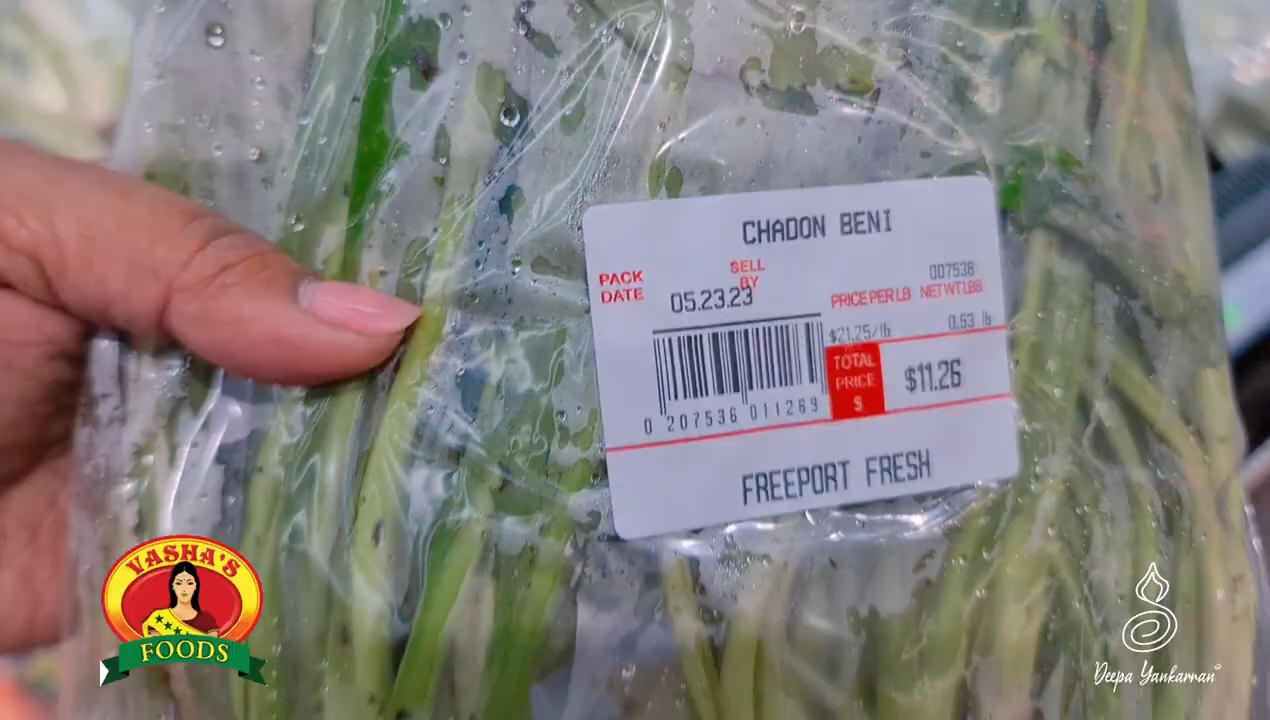 CHADON BENI
PACK DATE
SELL BY
05.23.23
007538
PRICE PER LB NET WT LBS
$21.25/lb 0.53 lb
TOTAL PRICE $
$11.26
0 207536 011269
FREEPORT FRESH
VASHA'S
FOODS
Deepa Yankarran©